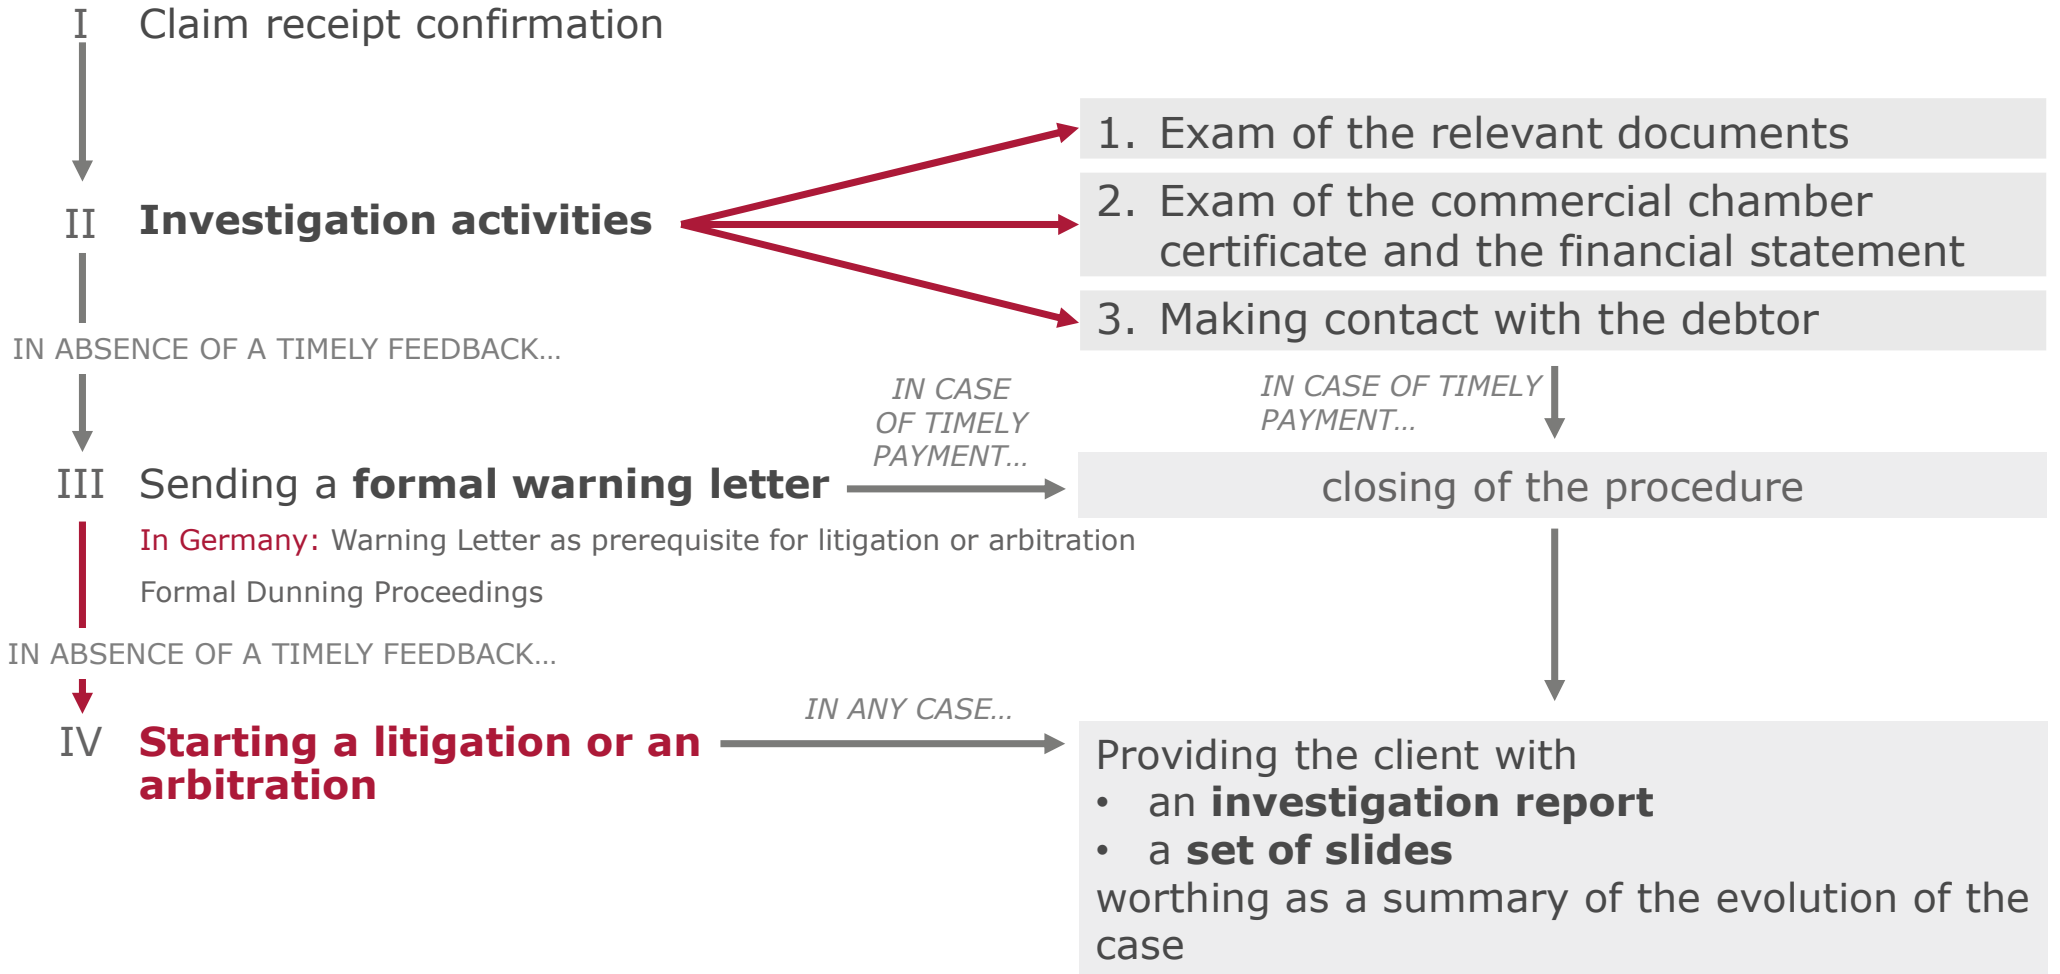 I Claim receipt confirmation
1. Exam of the relevant documents
II Investigation activities
2. Exam of the commercial chamber
certificate and the financial statement
3. Making contact with the debtor
IN ABSENCE OF A TIMELY FEEDBACK…
IN CASE
OF TIMELY
PAYMENT…
IN CASE OF TIMELY
PAYMENT…
III Sending a formal warning letter
closing of the procedure
In Germany: Warning Letter as prerequisite for litigation or arbitration
Formal Dunning Proceedings
IN ABSENCE OF A TIMELY FEEDBACK…
IV Starting a litigation or an
arbitration
IN ANY CASE…
Providing the client with
• an investigation report
• a set of slides
worthing as a summary of the evolution of the
case